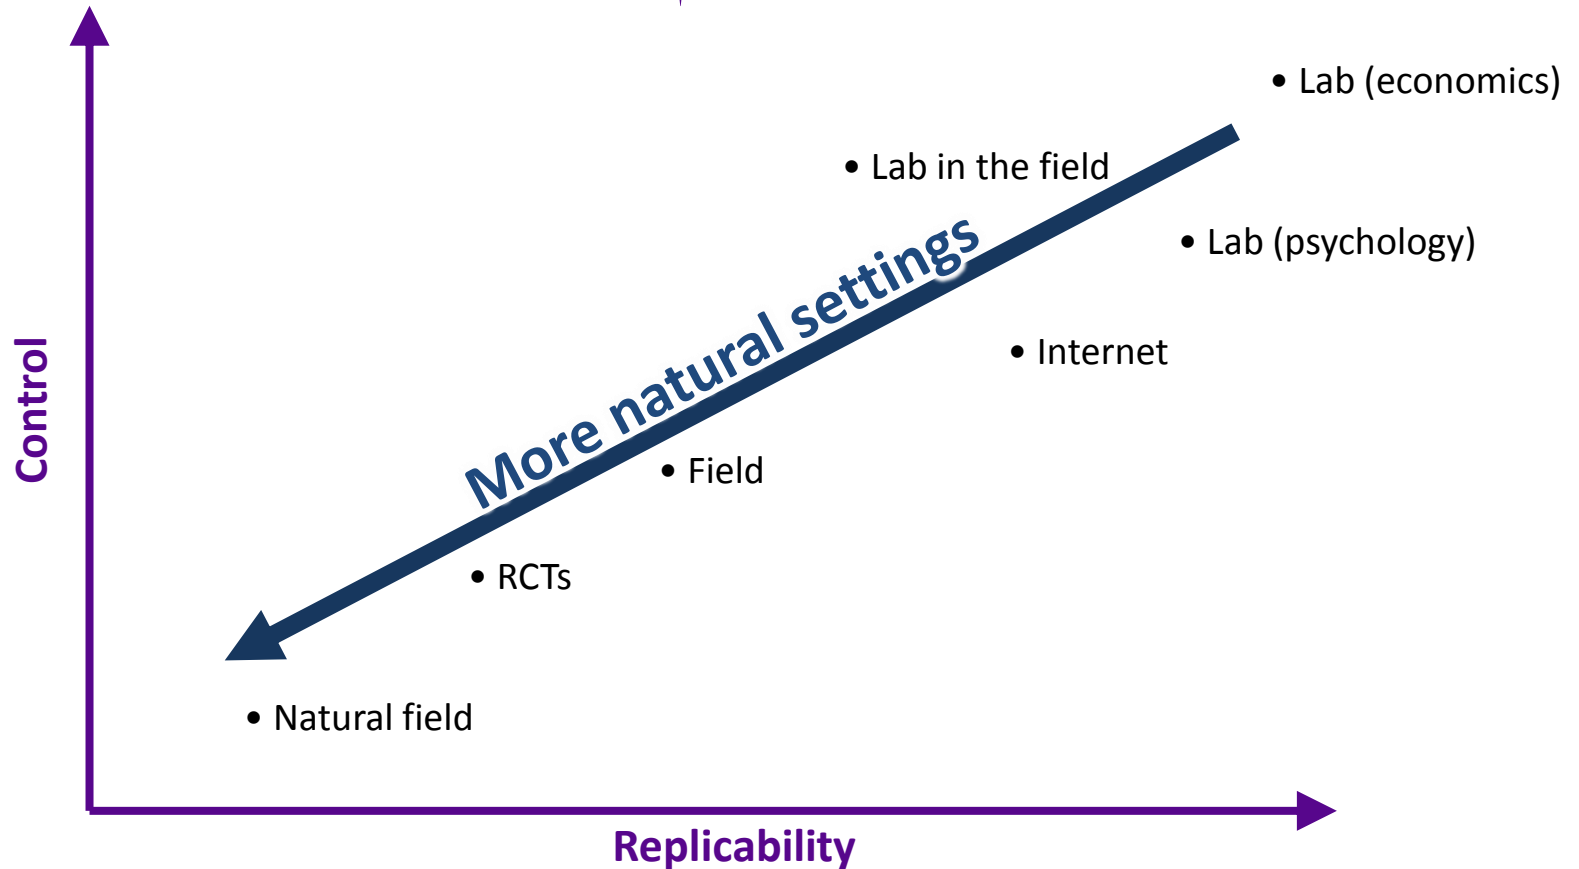 • Lab (economics)
• Lab in the field
• Lab (psychology)
More natural settings
• Internet
Control
• Field
• RCTs
• Natural field
Replicability